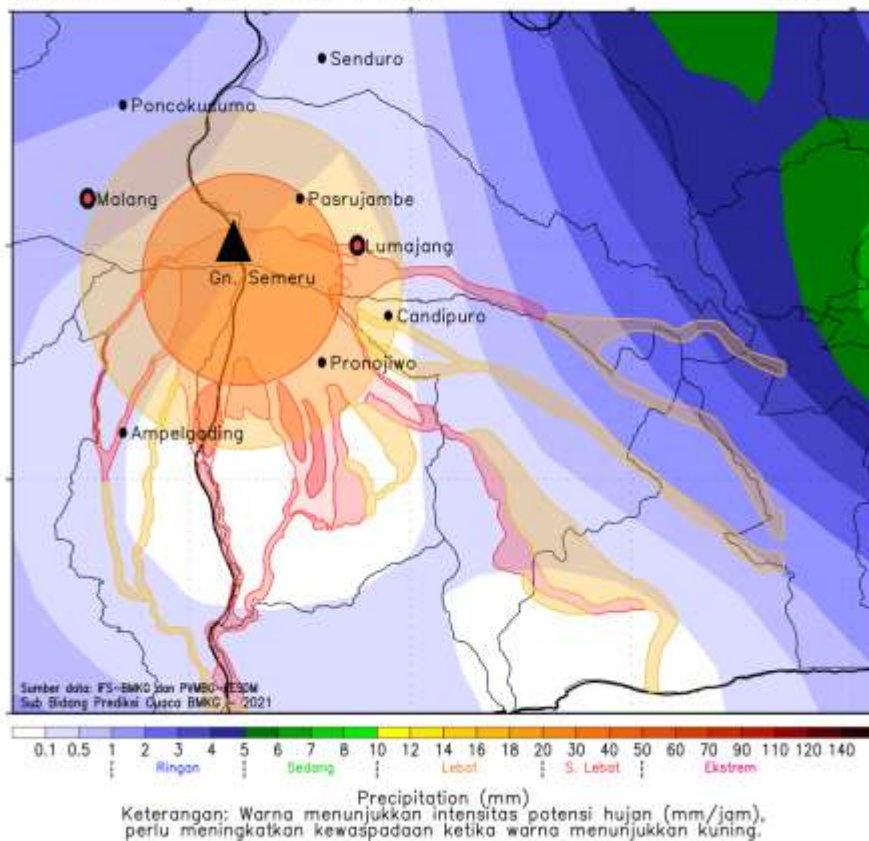 Senduro
Poncokusumo
Malang
Pasrujambe
Lumajang
Gn. Semeru
Candipuro
Pronojiwo
Ampelgading
Sumber data: IFS-BMKG dan PVMBG-EESDM
Sub Bidang Prediksi Cuaca BMKG - 2021
0.1 0.5 1 2 3 4 5 6 7 8 10 12 14 16 18 20 30 40 50 60 70 90 110 120 140
Ringan Sedang Lebat S. Lebat Ekstrem
Precipitation (mm)
Keterangan: Warna menunjukkan intensitas potensi hujan (mm/jam),
perlu meningkatkan kewaspadaan ketika warna menunjukkan kuning.